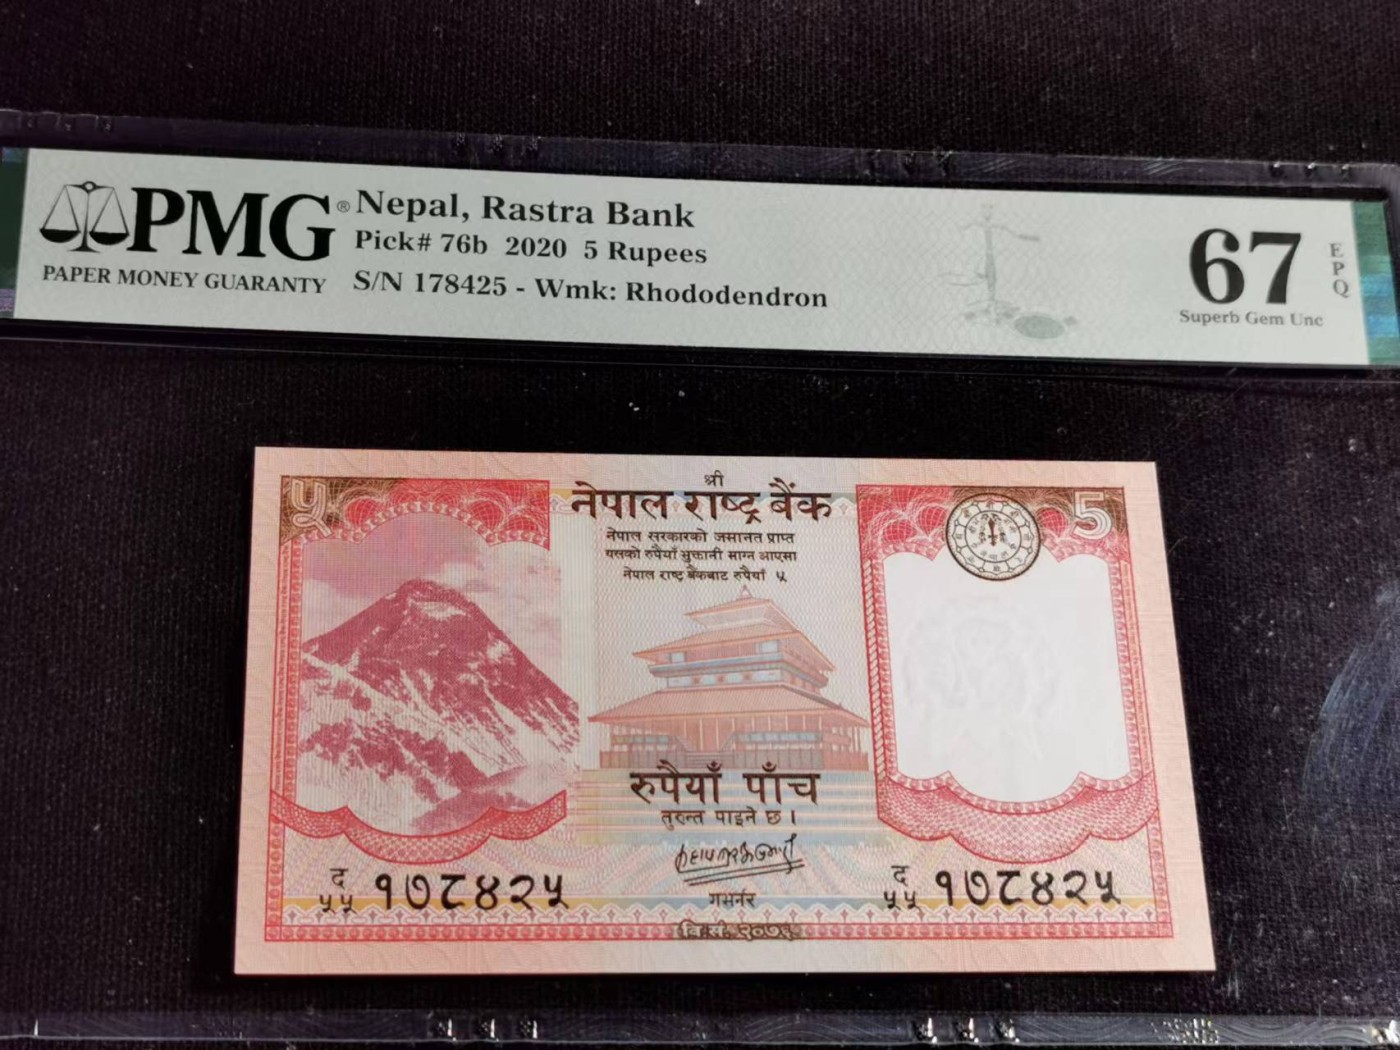 PMG®
PAPER MONEY GUARANTY
Nepal, Rastra Bank
Pick# 76b 2020 5 Rupees
S/N 178425 - Wmk: Rhododendron
67
EPQ
Superb Gem Unc
५
श्री
नेपाल राष्ट्र बैंक
5
नेपाल सरकारको जमानत प्राप्त
यसको रुपैयाँ भुक्तानी माग्न आएमा
नेपाल राष्ट्र बैंकबाट रुपैयाँ ५
रुपैयाँ पाँच
तुरुन्त पाइने छ।
द
५५ १७८४२५
गभर्नर
द
५५ १७८४२५
वि.सं. २०७६